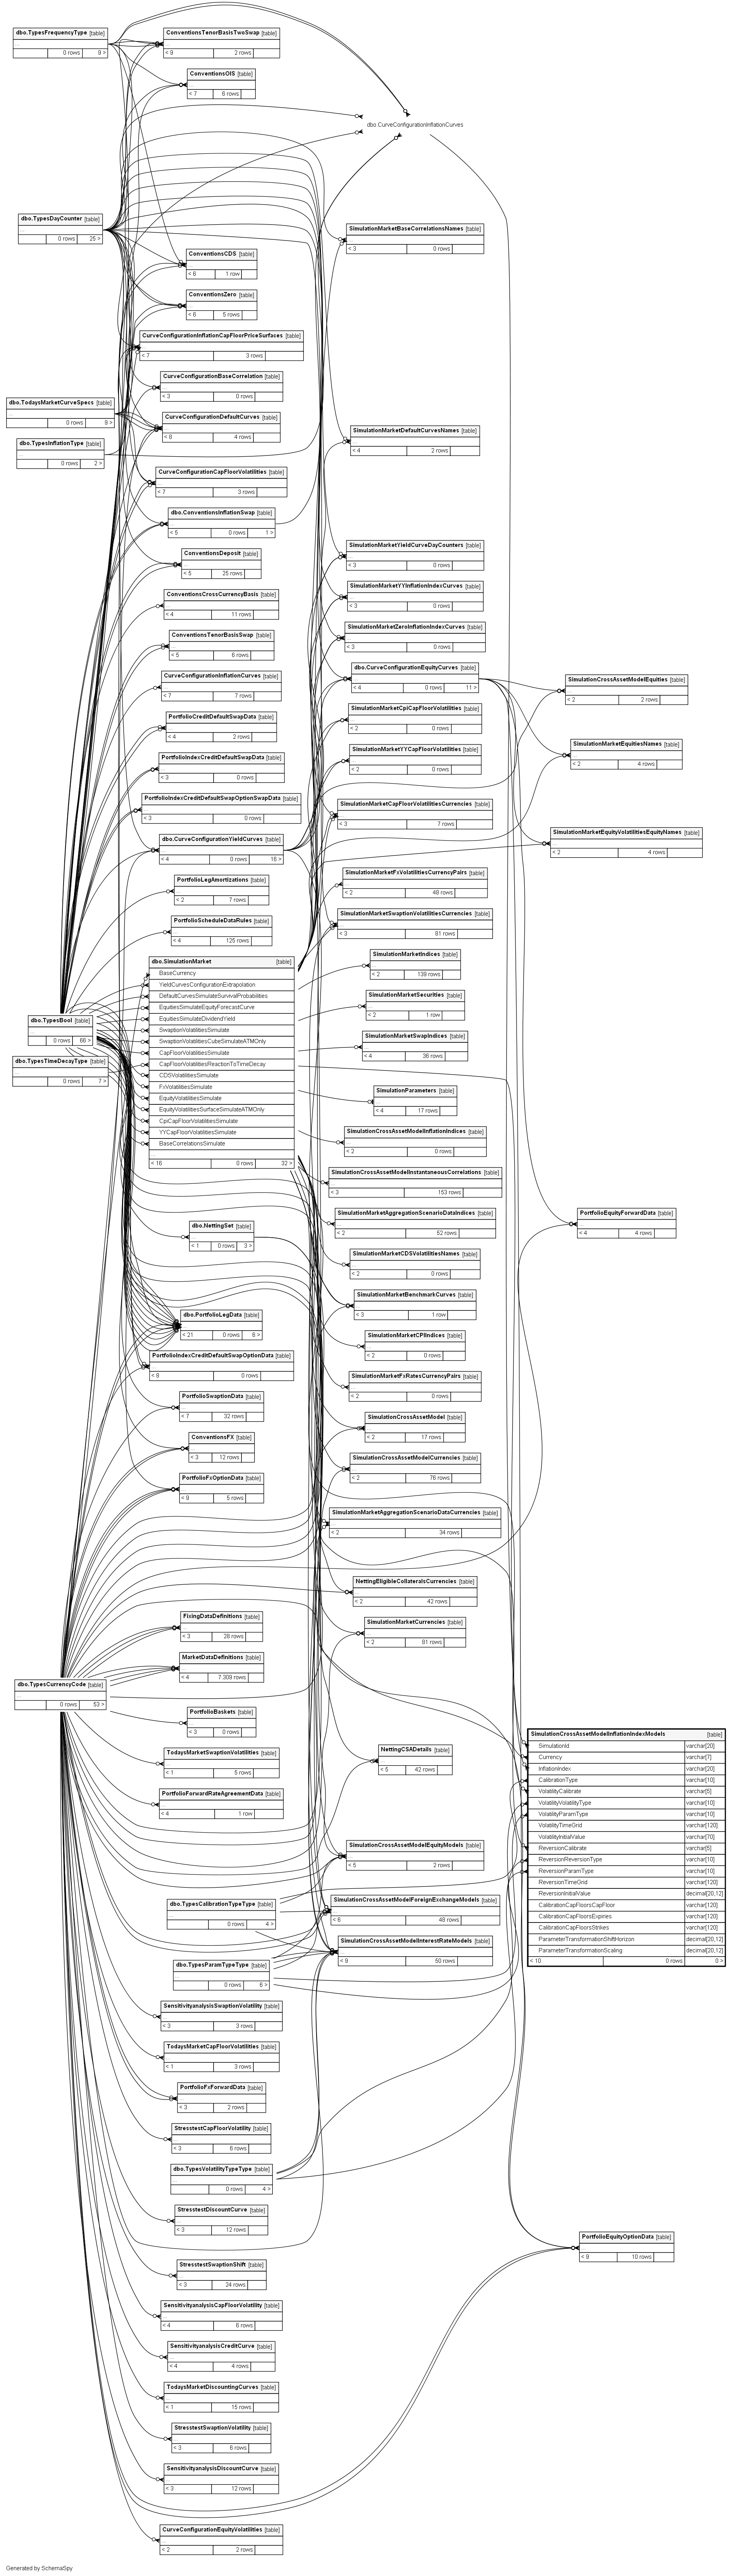 dbo.TypesFrequencyType [table]
...
0 rows 9 >
ConventionsTenorBasisTwoSwap [table]
...
< 9 2 rows
ConventionsOIS [table]
...
< 7 6 rows
dbo.CurveConfigurationInflationCurves
dbo.TypesDayCounter [table]
...
0 rows 25 >
SimulationMarketBaseCorrelationsNames [table]
...
< 3 0 rows
ConventionsCDS [table]
...
< 6 1 row
ConventionsZero [table]
...
< 6 5 rows
CurveConfigurationInflationCapFloorPriceSurfaces [table]
...
< 7 3 rows
CurveConfigurationBaseCorrelation [table]
...
< 3 0 rows
dbo.TodaysMarketCurveSpecs [table]
...
0 rows 9 >
CurveConfigurationDefaultCurves [table]
...
< 8 4 rows
SimulationMarketDefaultCurvesNames [table]
...
< 4 2 rows
dbo.TypesInflationType [table]
...
0 rows 2 >
CurveConfigurationCapFloorVolatilities [table]
...
< 7 3 rows
dbo.ConventionsInflationSwap [table]
...
< 5 0 rows 1 >
ConventionsDeposit [table]
...
< 5 25 rows
SimulationMarketYieldCurveDayCounters [table]
...
< 3 0 rows
ConventionsCrossCurrencyBasis [table]
...
< 4 11 rows
SimulationMarketYYInflationIndexCurves [table]
...
< 3 0 rows
ConventionsTenorBasisSwap [table]
...
< 5 6 rows
SimulationMarketZeroInflationIndexCurves [table]
...
< 3 0 rows
CurveConfigurationInflationCurves [table]
...
< 7 7 rows
dbo.CurveConfigurationEquityCurves [table]
...
< 4 0 rows 11 >
SimulationCrossAssetModelEquities [table]
...
< 2 2 rows
PortfolioCreditDefaultSwapData [table]
...
< 4 2 rows
SimulationMarketCpiCapFloorVolatilities [table]
...
< 2 0 rows
PortfolioIndexCreditDefaultSwapData [table]
...
< 3 0 rows
SimulationMarketYYCapFloorVolatilities [table]
...
< 2 0 rows
SimulationMarketEquitiesNames [table]
...
< 2 4 rows
PortfolioIndexCreditDefaultSwapOptionSwapData [table]
...
< 3 0 rows
SimulationMarketCapFloorVolatilitiesCurrencies [table]
...
< 3 7 rows
dbo.CurveConfigurationYieldCurves [table]
...
< 4 0 rows 16 >
SimulationMarketEquityVolatilitiesEquityNames [table]
...
< 2 4 rows
PortfolioLegAmortizations [table]
...
< 2 7 rows
SimulationMarketFxVolatilitiesCurrencyPairs [table]
...
< 2 48 rows
PortfolioScheduleDataRules [table]
...
< 4 125 rows
SimulationMarketSwaptionVolatilitiesCurrencies [table]
...
< 3 81 rows
dbo.SimulationMarket [table]
BaseCurrency
YieldCurvesConfigurationExtrapolation
DefaultCurvesSimulateSurvivalProbabilities
EquitiesSimulateEquityForecastCurve
EquitiesSimulateDividendYield
SwaptionVolatilitiesSimulate
SwaptionVolatilitiesCubeSimulateATMOnly
CapFloorVolatilitiesSimulate
CapFloorVolatilitiesReactionToTimeDecay
CDSVolatilitiesSimulate
FxVolatilitiesSimulate
EquityVolatilitiesSimulate
EquityVolatilitiesSurfaceSimulateATMOnly
CpiCapFloorVolatilitiesSimulate
YYCapFloorVolatilitiesSimulate
BaseCorrelationsSimulate
...
< 16 0 rows 32 >
SimulationMarketIndices [table]
...
< 2 139 rows
SimulationMarketSecurities [table]
...
< 2 1 row
dbo.TypesBool [table]
...
0 rows 66 >
SimulationMarketSwapIndices [table]
...
< 4 36 rows
dbo.TypesTimeDecayType [table]
...
0 rows 7 >
SimulationParameters [table]
...
< 4 17 rows
SimulationCrossAssetModelInflationIndices [table]
...
< 2 0 rows
SimulationCrossAssetModelInstantaneousCorrelations [table]
...
< 3 153 rows
SimulationMarketAggregationScenarioDataIndices [table]
...
< 2 52 rows
PortfolioEquityForwardData [table]
...
< 4 4 rows
dbo.NettingSet [table]
...
< 1 0 rows 3 >
SimulationMarketCDSVolatilitiesNames [table]
...
< 2 0 rows
SimulationMarketBenchmarkCurves [table]
...
< 3 1 row
dbo.PortfolioLegData [table]
...
< 21 0 rows 6 >
SimulationMarketCPIIndices [table]
...
< 2 0 rows
PortfolioIndexCreditDefaultSwapOptionData [table]
...
< 8 0 rows
SimulationMarketFxRatesCurrencyPairs [table]
...
< 2 0 rows
PortfolioSwaptionData [table]
...
< 7 32 rows
SimulationCrossAssetModel [table]
...
< 2 17 rows
ConventionsFX [table]
...
< 3 12 rows
SimulationCrossAssetModelCurrencies [table]
...
< 2 76 rows
PortfolioFxOptionData [table]
...
< 9 5 rows
SimulationMarketAggregationScenarioDataCurrencies [table]
...
< 2 34 rows
NettingEligibleCollateralsCurrencies [table]
...
< 2 42 rows
FixingDataDefinitions [table]
...
< 3 28 rows
SimulationMarketCurrencies [table]
...
< 2 81 rows
MarketDataDefinitions [table]
...
< 4 7.309 rows
dbo.TypesCurrencyCode [table]
...
0 rows 53 >
PortfolioBaskets [table]
...
< 3 0 rows
TodaysMarketSwaptionVolatilities [table]
...
< 1 5 rows
NettingCSADetails [table]
...
< 5 42 rows
PortfolioForwardRateAgreementData [table]
...
< 4 1 row
SimulationCrossAssetModelInflationIndexModels [table]
SimulationId varchar[20]
Currency varchar[7]
InflationIndex varchar[20]
CalibrationType varchar[10]
VolatilityCalibrate varchar[5]
VolatilityVolatilityType varchar[10]
VolatilityParamType varchar[10]
VolatilityTimeGrid varchar[120]
VolatilityInitialValue varchar[70]
ReversionCalibrate varchar[5]
ReversionReversionType varchar[10]
ReversionParamType varchar[10]
ReversionTimeGrid varchar[120]
ReversionInitialValue decimal[20,12]
CalibrationCapFloorsCapFloor varchar[120]
CalibrationCapFloorsExpiries varchar[120]
CalibrationCapFloorsStrikes varchar[120]
ParameterTransformationShiftHorizon decimal[20,12]
ParameterTransformationScaling decimal[20,12]
< 10 0 rows 0 >
SimulationCrossAssetModelEquityModels [table]
...
< 5 2 rows
dbo.TypesCalibrationTypeType [table]
...
0 rows 4 >
SimulationCrossAssetModelForeignExchangeModels [table]
...
< 6 48 rows
SimulationCrossAssetModelInterestRateModels [table]
...
< 9 50 rows
dbo.TypesParamTypeType [table]
...
0 rows 6 >
SensitivityanalysisSwaptionVolatility [table]
...
< 3 3 rows
TodaysMarketCapFloorVolatilities [table]
...
< 1 3 rows
PortfolioFxForwardData [table]
...
< 3 2 rows
StresstestCapFloorVolatility [table]
...
< 3 6 rows
dbo.TypesVolatilityTypeType [table]
...
0 rows 4 >
StresstestDiscountCurve [table]
...
< 3 12 rows
PortfolioEquityOptionData [table]
...
< 9 10 rows
StresstestSwaptionShift [table]
...
< 3 24 rows
SensitivityanalysisCapFloorVolatility [table]
...
< 4 6 rows
SensitivityanalysisCreditCurve [table]
...
< 4 4 rows
TodaysMarketDiscountingCurves [table]
...
< 1 15 rows
StresstestSwaptionVolatility [table]
...
< 3 6 rows
SensitivityanalysisDiscountCurve [table]
...
< 3 12 rows
CurveConfigurationEquityVolatilities [table]
...
< 2 2 rows
Generated by SchemaSpy